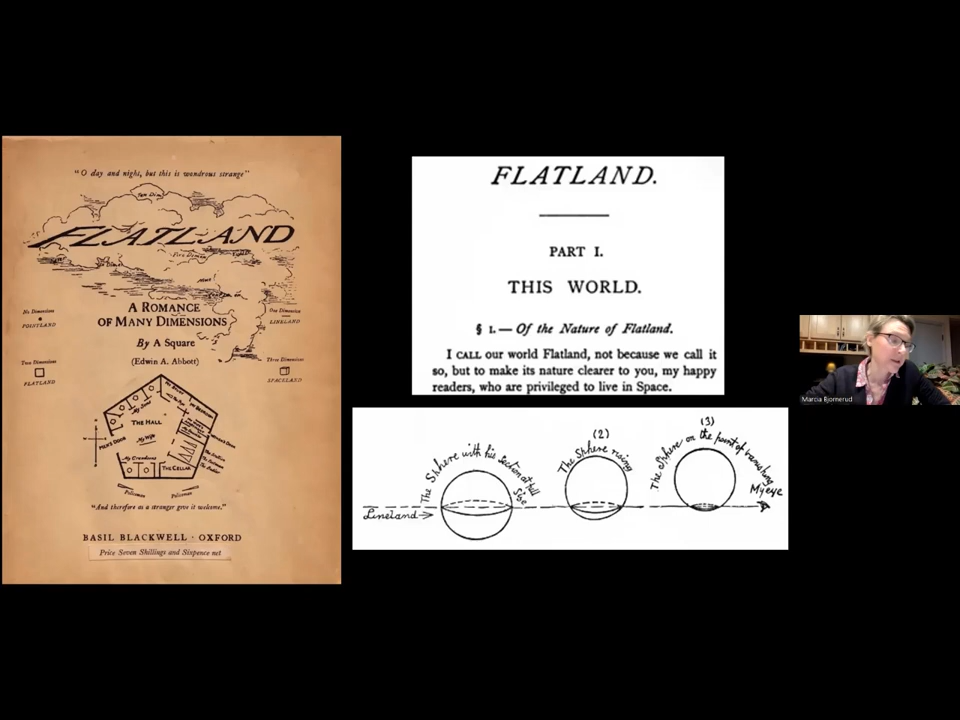 "O day and night, but this is wondrous strange"
FLATLAND
No Dimensions
POINTLAND
One Dimension
LINELAND
A ROMANCE
OF MANY DIMENSIONS
By A Square
(Edwin A. Abbott)
Two Dimensions
FLATLAND
Three Dimensions
SPACELAND
THE HALL
My Wife
THE CELLAR
Policeman
Policeman
"And therefore as a stranger give it welcome."
BASIL BLACKWELL · OXFORD
Price Seven Shillings and Sixpence net
FLATLAND.
PART I.
THIS WORLD.
§ 1.— Of the Nature of Flatland.
I CALL our world Flatland, not because we call it
so, but to make its nature clearer to you, my happy
readers, who are privileged to live in Space.
The Sphere with his section at full
size
(2)
The Sphere rising
(3)
The Sphere on the point of vanishing
My eye
Lineland
Marcia Bjornerud